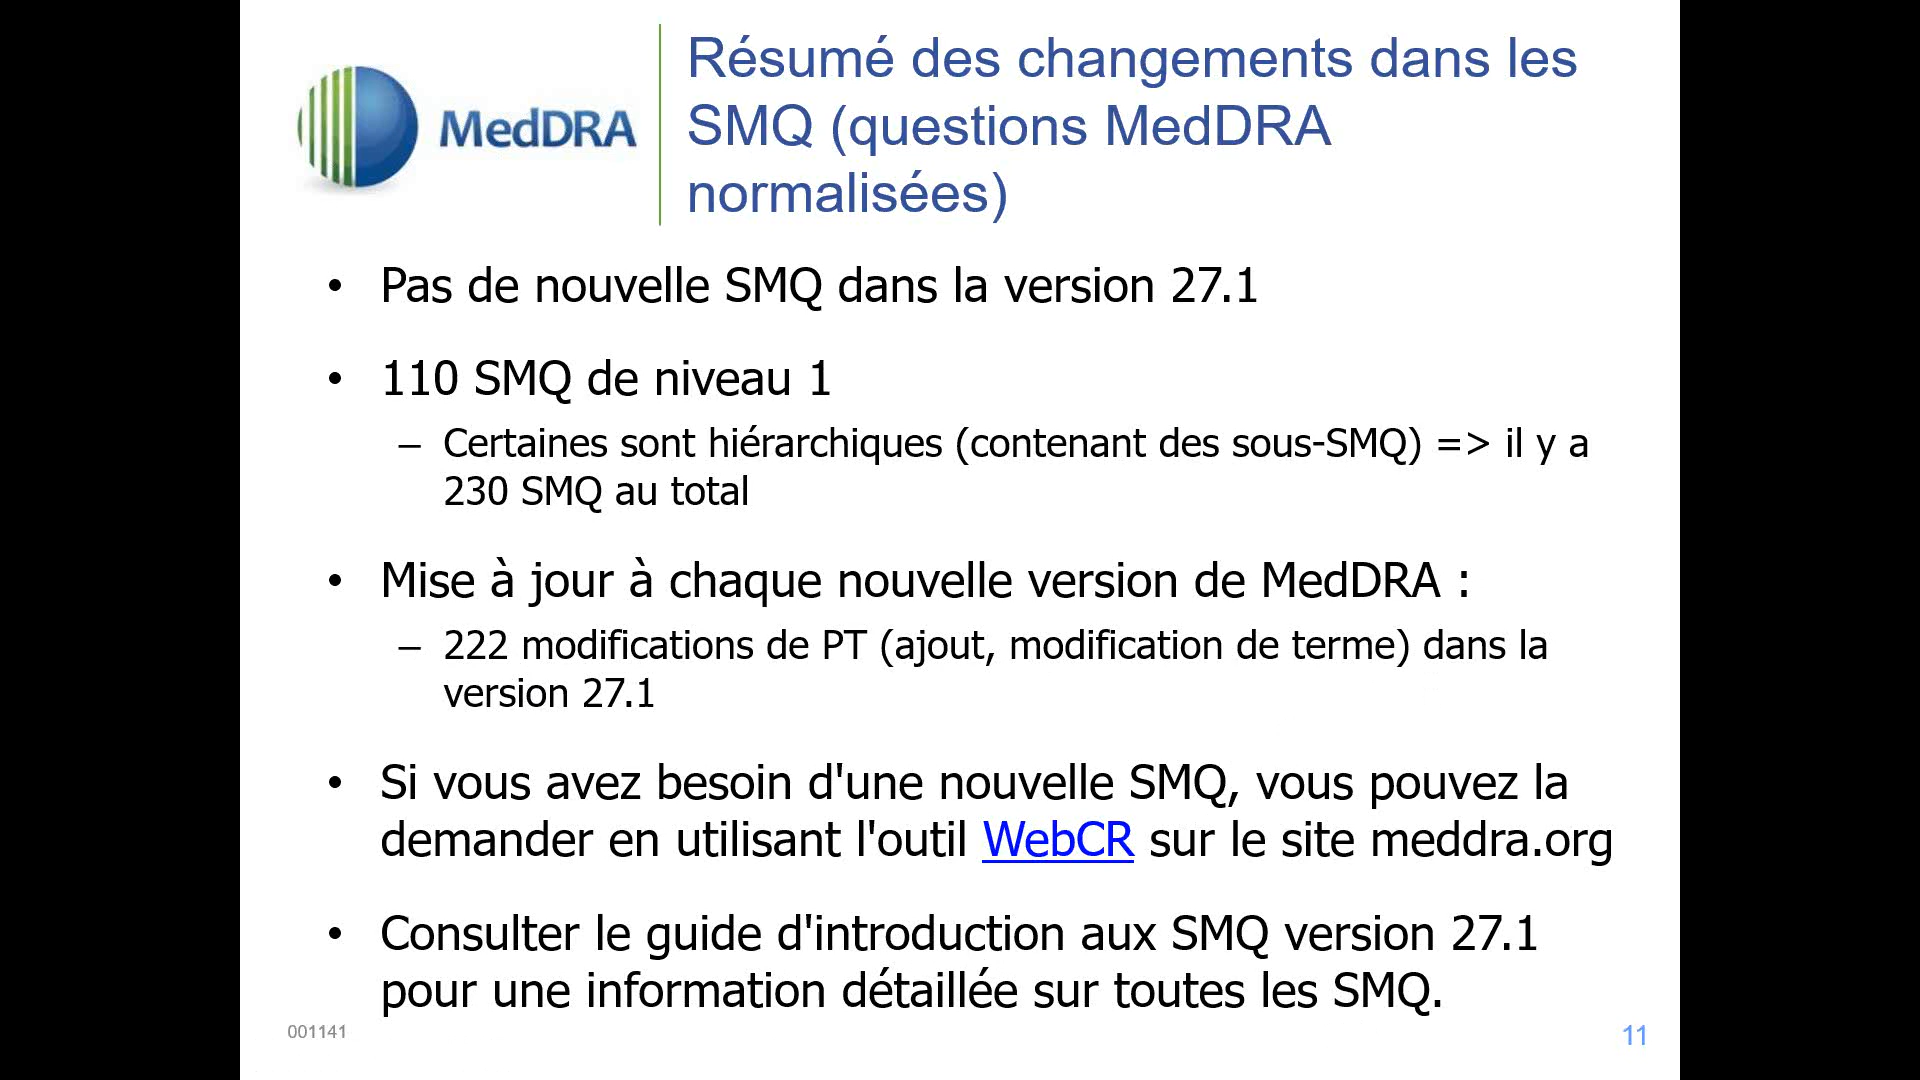 MedDRA
Résumé des changements dans les
SMQ (questions MedDRA
normalisées)
• Pas de nouvelle SMQ dans la version 27.1
• 110 SMQ de niveau 1
– Certaines sont hiérarchiques (contenant des sous-SMQ) => il y a
230 SMQ au total
• Mise à jour à chaque nouvelle version de MedDRA :
– 222 modifications de PT (ajout, modification de terme) dans la
version 27.1
• Si vous avez besoin d'une nouvelle SMQ, vous pouvez la
demander en utilisant l'outil WebCR sur le site meddra.org
• Consulter le guide d'introduction aux SMQ version 27.1
pour une information détaillée sur toutes les SMQ.
001141
11